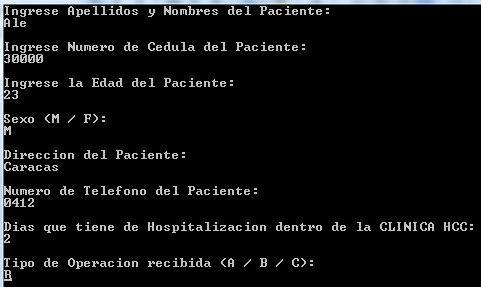 Ingrese Apellidos y Nombres del Paciente:
Ale
Ingrese Numero de Cedula del Paciente:
30000
Ingrese la Edad del Paciente:
23
Sexo (M / F):
M
Direccion del Paciente:
Caracas
Numero de Telefono del Paciente:
0412
Dias que tiene de Hospitalizacion dentro de la CLINICA HCC:
2
Tipo de Operacion recibida (A / B / C):
R